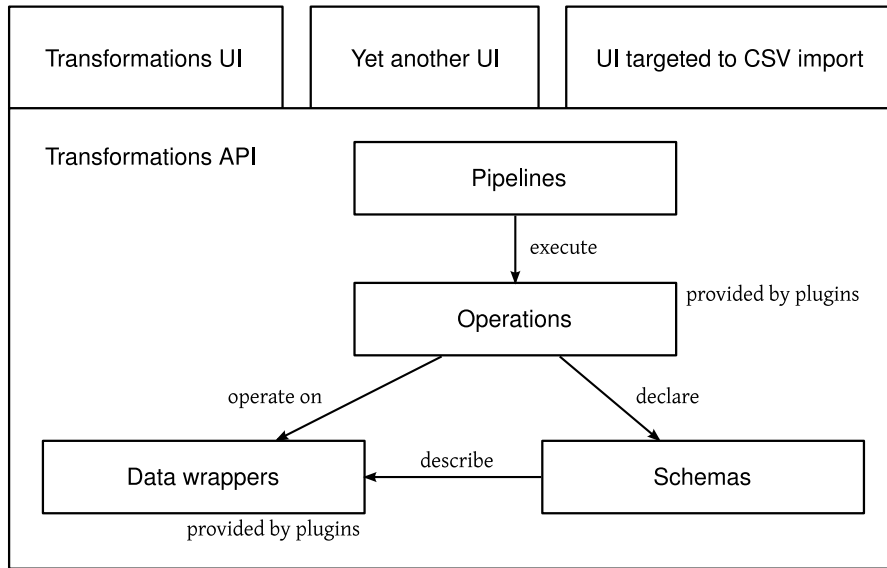 Transformations UI
Yet another UI
UI targeted to CSV import
Transformations API
Pipelines
execute
provided by plugins
Operations
operate on
declare
describe
Data wrappers
Schemas
provided by plugins